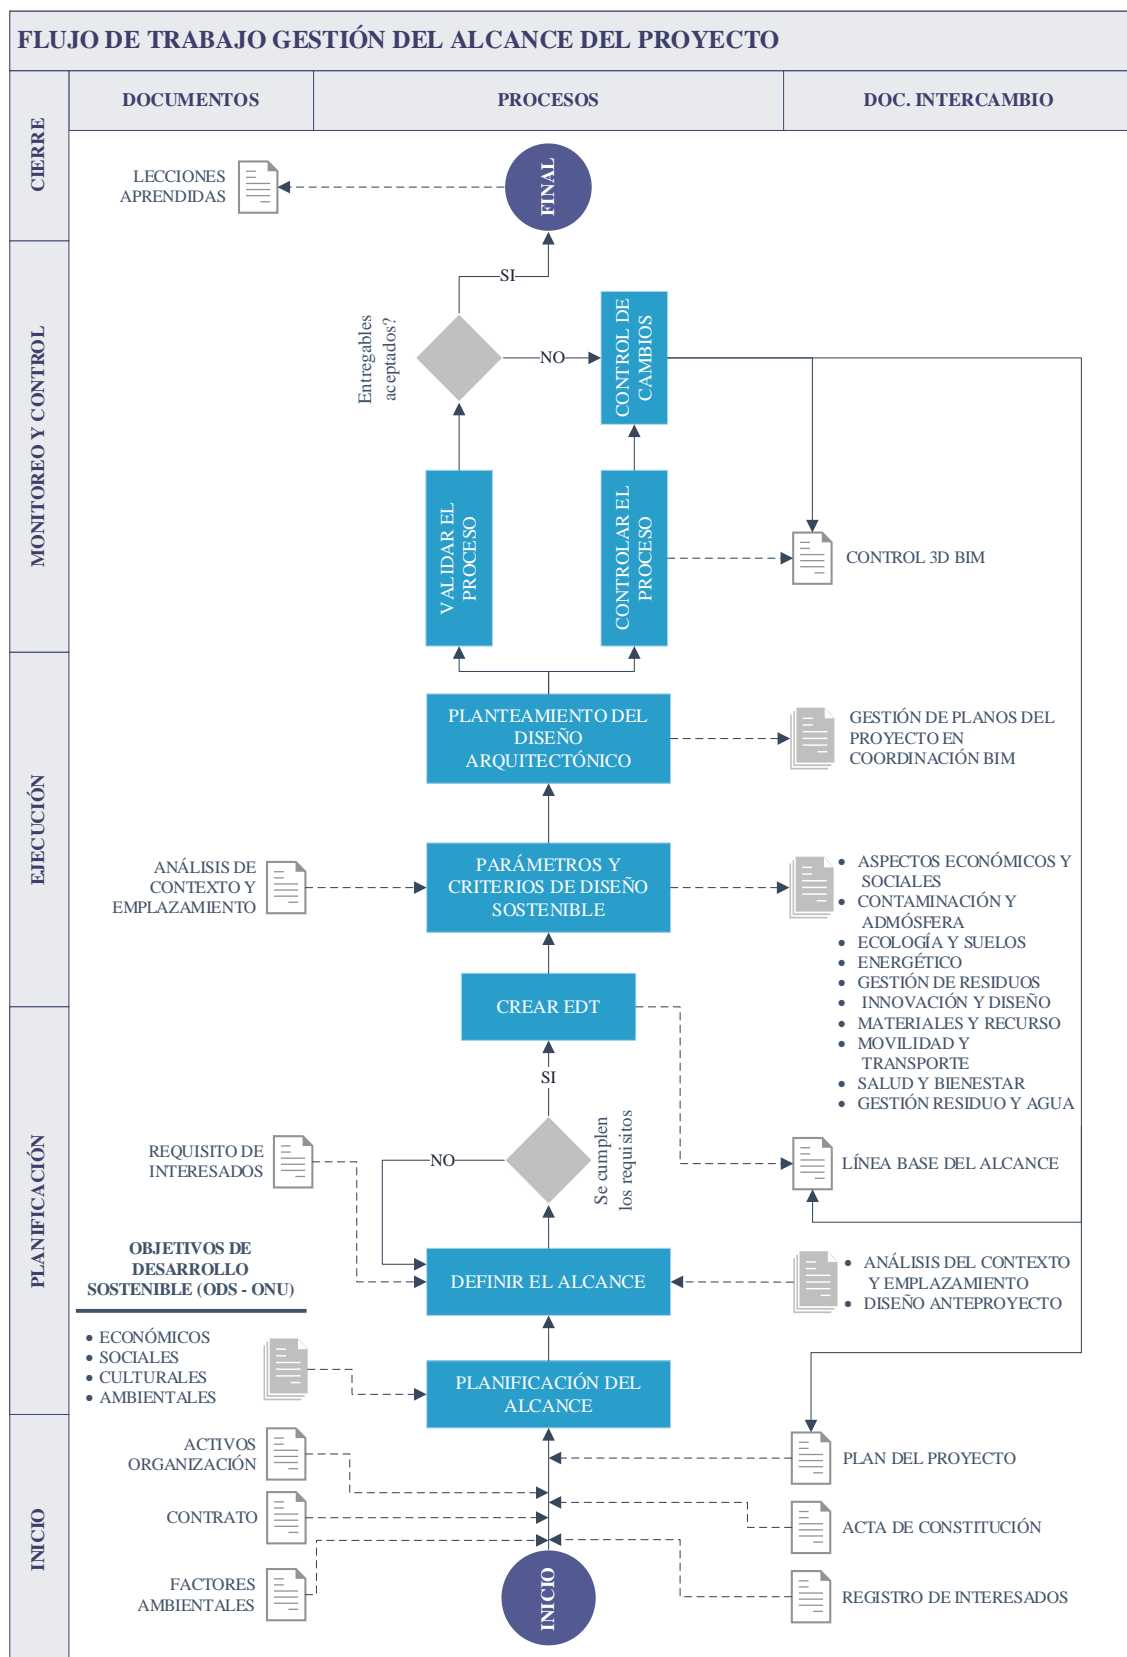 FLUJO DE TRABAJO GESTIÓN DEL ALCANCE DEL PROYECTO
DOCUMENTOS
PROCESOS
DOC. INTERCAMBIO
CIERRE
LECCIONES
APRENDIDAS
FINAL
MONITOREO Y CONTROL
SI
Entregables
aceptados?
NO
CONTROL DE
CAMBIOS
VALIDAR EL
PROCESO
CONTROLAR EL
PROCESO
CONTROL 3D BIM
EJECUCIÓN
PLANTEAMIENTO DEL
DISEÑO
ARQUITECTÓNICO
GESTIÓN DE PLANOS DEL
PROYECTO EN
COORDINACIÓN BIM
ANÁLISIS DE
CONTEXTO Y
EMPLAZAMIENTO
PARÁMETROS Y
CRITERIOS DE DISEÑO
SOSTENIBLE
• ASPECTOS ECONÓMICOS Y
SOCIALES
• CONTAMINACIÓN Y
ADMÓSFERA
• ECOLOGÍA Y SUELOS
• ENERGÉTICO
• GESTIÓN DE RESIDUOS
• INNOVACIÓN Y DISEÑO
• MATERIALES Y RECURSO
• MOVILIDAD Y
TRANSPORTE
• SALUD Y BIENESTAR
• GESTIÓN RESIDUO Y AGUA
CREAR EDT
PLANIFICACIÓN
SI
REQUISITO DE
INTERESADOS
NO
Se cumplen
los requisitos
LÍNEA BASE DEL ALCANCE
OBJETIVOS DE
DESARROLLO
SOSTENIBLE (ODS - ONU)
DEFINIR EL ALCANCE
• ANÁLISIS DEL CONTEXTO
Y EMPLAZAMIENTO
• DISEÑO ANTEPROYECTO
• ECONÓMICOS
• SOCIALES
• CULTURALES
• AMBIENTALES
PLANIFICACIÓN DEL
ALCANCE
INICIO
ACTIVOS
ORGANIZACIÓN
PLAN DEL PROYECTO
CONTRATO
ACTA DE CONSTITUCIÓN
FACTORES
AMBIENTALES
INICIO
REGISTRO DE INTERESADOS